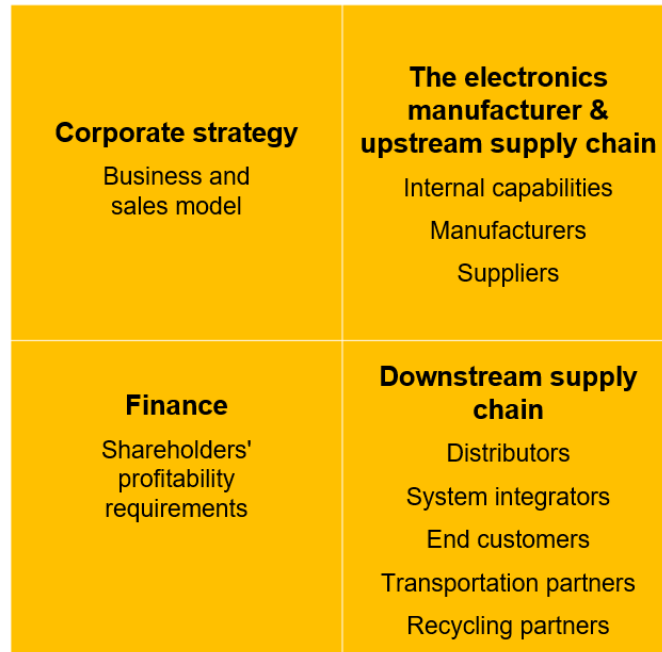 Corporate strategy
Business and
sales model
The electronics
manufacturer &
upstream supply chain
Internal capabilities
Manufacturers
Suppliers
Finance
Shareholders'
profitability
requirements
Downstream supply
chain
Distributors
System integrators
End customers
Transportation partners
Recycling partners